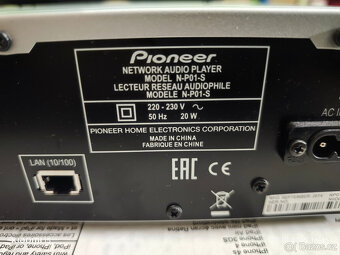 Pioneer
NETWORK AUDIO PLAYER
MODEL N-P01-S
LECTEUR RESEAU AUDIOPHILE
MODELE N-P01-S
220 - 230 V ~
50 Hz 20 W
PIONEER HOME ELECTRONICS CORPORATION
MADE IN CHINA
FABRIQUE EN CHINE
AC I
LAN (10/100)
EAC CE